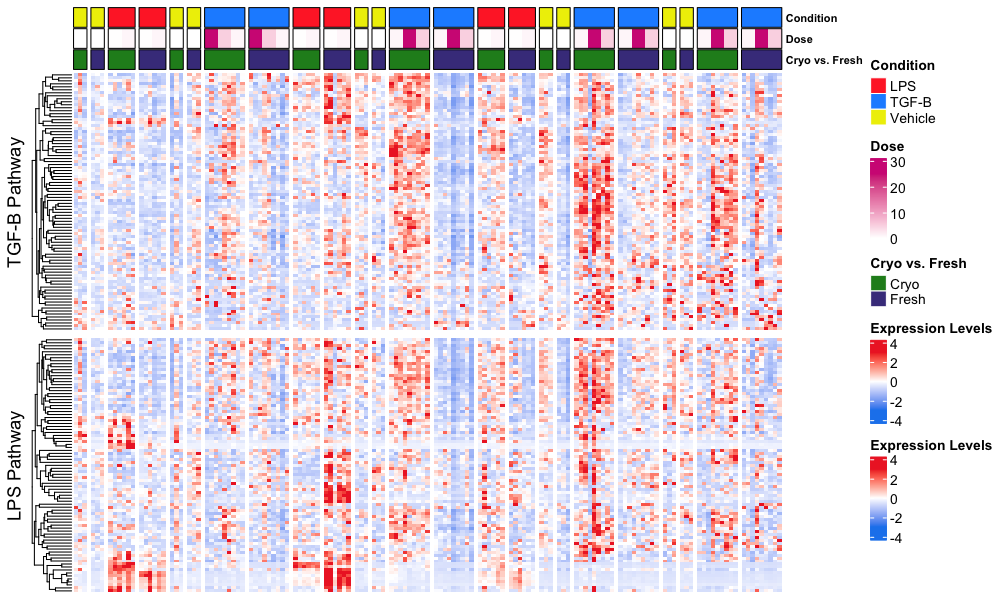 Condition
Dose
Cryo vs. Fresh
TGF-B Pathway
LPS Pathway
Condition
LPS
TGF-B
Vehicle
Dose
30
20
10
0
Cryo vs. Fresh
Cryo
Fresh
Expression Levels
4
2
0
-2
-4
Expression Levels
4
2
0
-2
-4